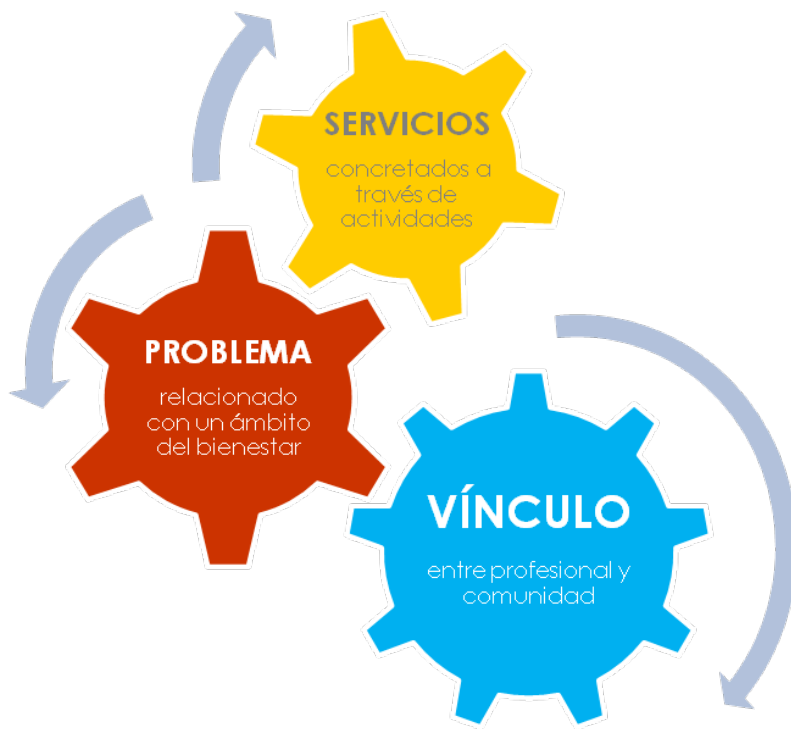 SERVICIOS
concretados a
través de
actividades
PROBLEMA
relacionado
con un ámbito
del bienestar
VÍNCULO
entre profesional y
comunidad